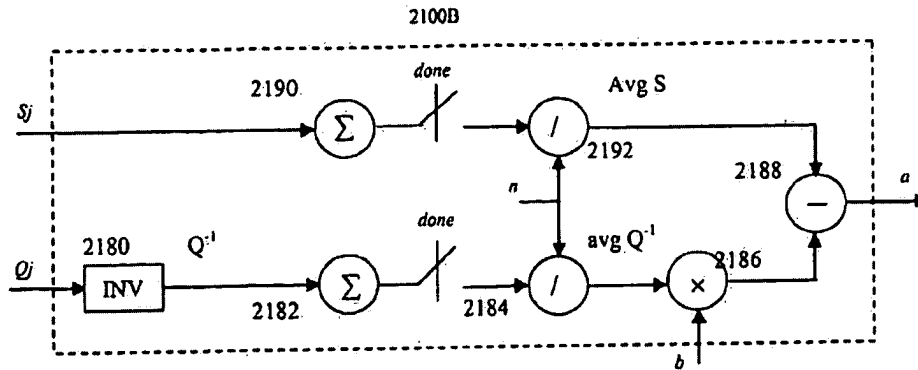 2100B
done
2190
Avg S
Sj
Σ
/
2192
2188
a
n
−
done
2180
Q⁻¹
avg Q⁻¹
2186
Qj
INV
Σ
/
×
2182
2184
b